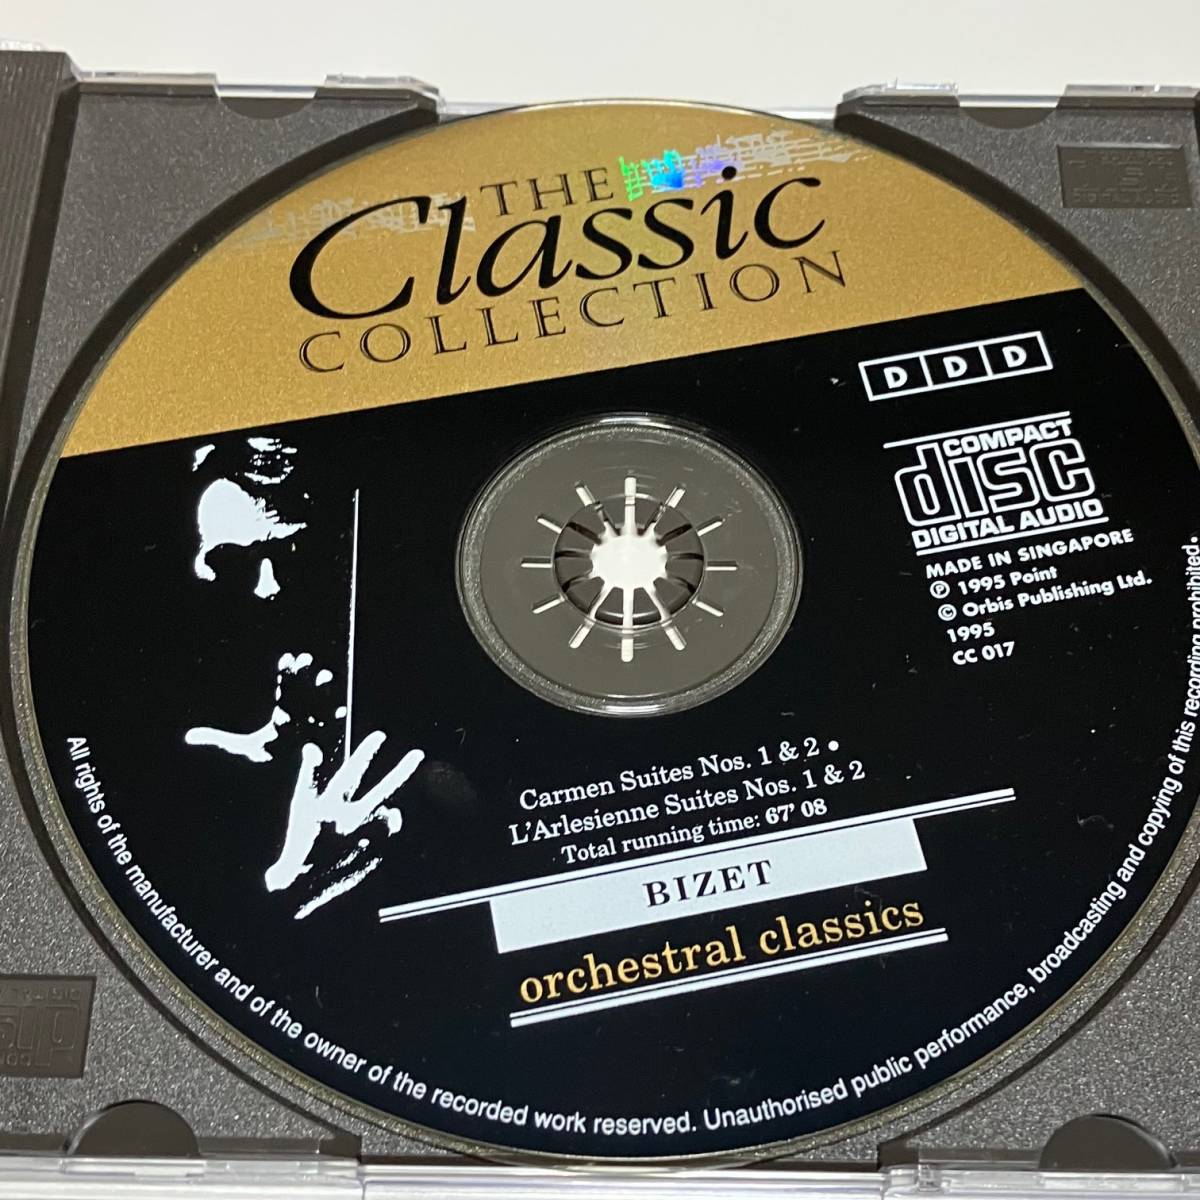 THE
Classic
COLLECTION
D D D
COMPACT
disc
DIGITAL AUDIO
MADE IN SINGAPORE
℗ 1995 Point
© Orbis Publishing Ltd.
1995
CC 017
Carmen Suites Nos. 1 & 2 •
L'Arlesienne Suites Nos. 1 & 2
Total running time: 67' 08
BIZET
orchestral classics
All rights of the manufacturer and of the owner of the recorded work reserved. Unauthorised public performance, broadcasting and copying of this recording prohibited.